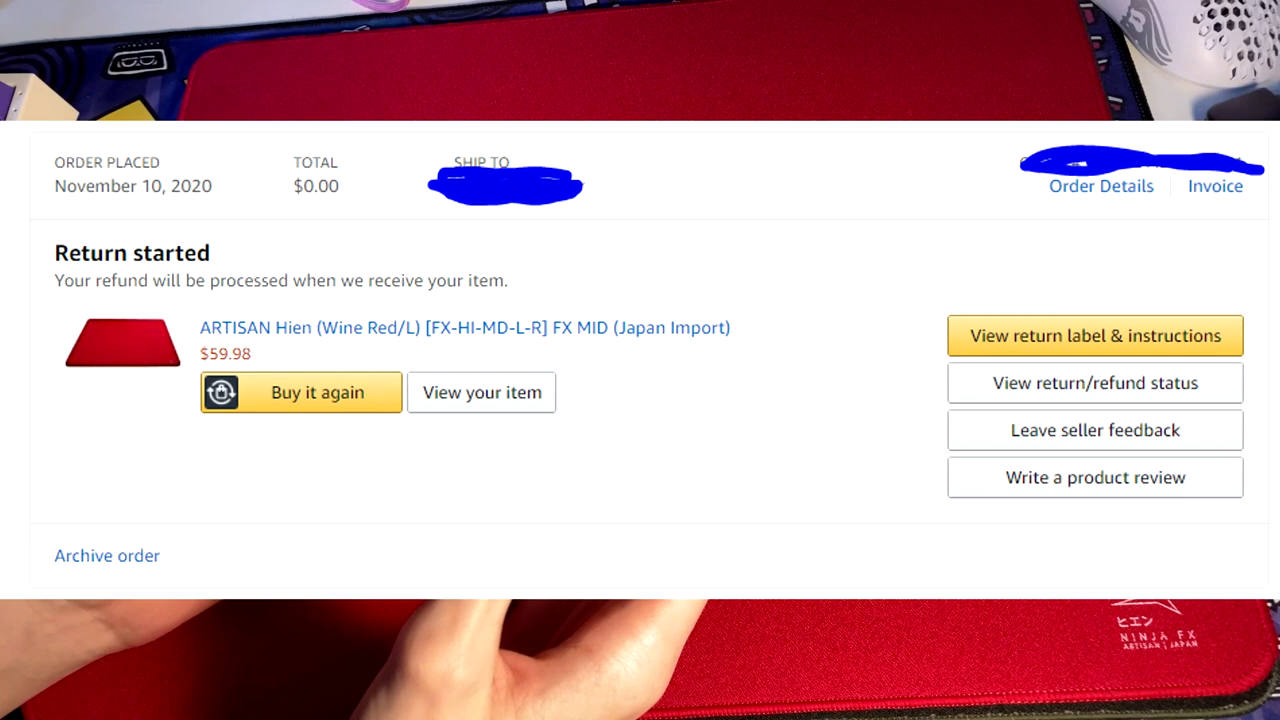 ORDER PLACED
TOTAL
SHIP TO
November 10, 2020
$0.00
Order Details
Invoice
Return started
Your refund will be processed when we receive your item.
ARTISAN Hien (Wine Red/L) [FX-HI-MD-L-R] FX MID (Japan Import)
$59.98
Buy it again
View your item
View return label & instructions
View return/refund status
Leave seller feedback
Write a product review
Archive order
ヒエン
NINJA FX
ARTISAN | JAPAN